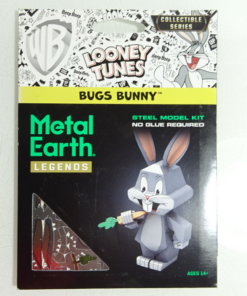 COLLECTIBLE
SERIES
WB
LOONEY
TUNES
BUGS BUNNY™
Metal
Earth
LEGENDS
STEEL MODEL KIT
NO GLUE REQUIRED
AGES 14+